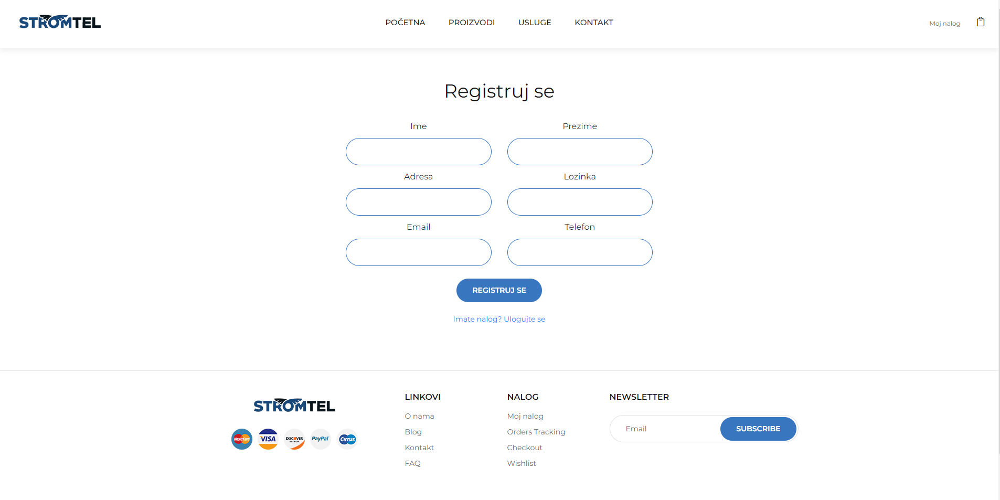 STROMTEL
POČETNA PROIZVODI USLUGE KONTAKT
Moj nalog
Registruj se
Ime Prezime
Adresa Lozinka
Email Telefon
REGISTRUJ SE
Imate nalog? Ulogujte se
STROMTEL
MasterCard VISA DISCOVER NETWORK PayPal Cirrus
LINKOVI
O nama
Blog
Kontakt
FAQ
NALOG
Moj nalog
Orders Tracking
Checkout
Wishlist
NEWSLETTER
Email SUBSCRIBE